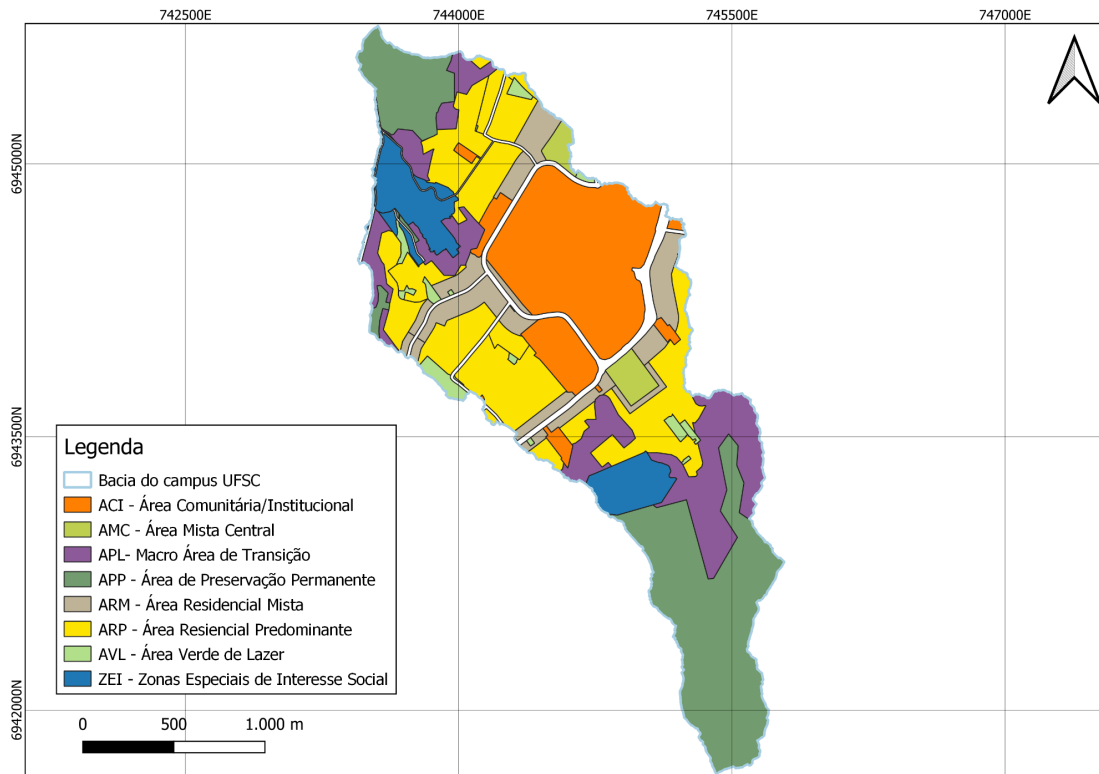 742500E 744000E 745500E 747000E
6945000N
6943500N
6942000N
Legenda
Bacia do campus UFSC
ACI - Área Comunitária/Institucional
AMC - Área Mista Central
APL- Macro Área de Transição
APP - Área de Preservação Permanente
ARM - Área Residencial Mista
ARP - Área Resiencial Predominante
AVL - Área Verde de Lazer
ZEI - Zonas Especiais de Interesse Social
0 500 1.000 m